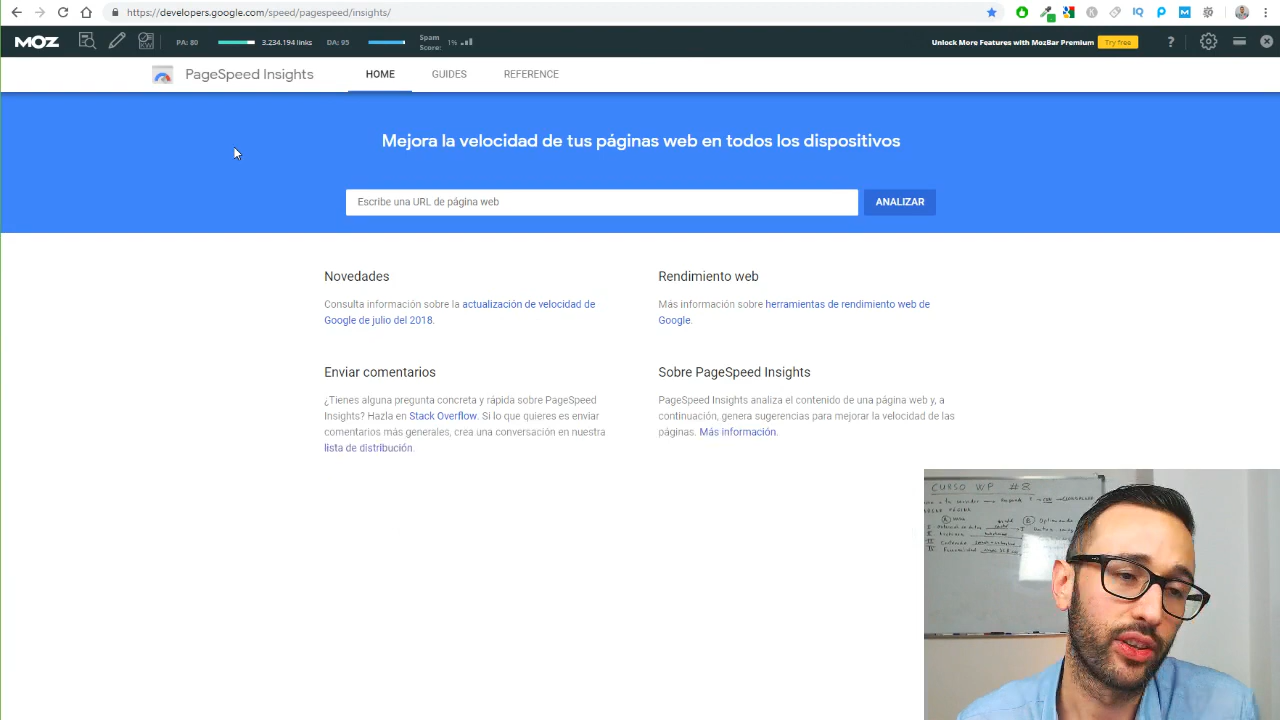 https://developers.google.com/speed/pagespeed/insights/
MOZ PA: 80 3.234.194 links DA: 95 Spam Score: 1% Unlock More Features with MozBar Premium Try free ?
PageSpeed Insights HOME GUIDES REFERENCE
Mejora la velocidad de tus páginas web en todos los dispositivos
Escribe una URL de página web ANALIZAR
Novedades
Consulta información sobre la actualización de velocidad de
Google de julio del 2018.
Rendimiento web
Más información sobre herramientas de rendimiento web de
Google.
Enviar comentarios
¿Tienes alguna pregunta concreta y rápida sobre PageSpeed
Insights? Hazla en Stack Overflow. Si lo que quieres es enviar
comentarios más generales, crea una conversación en nuestra
lista de distribución.
Sobre PageSpeed Insights
PageSpeed Insights analiza el contenido de una página web y, a
continuación, genera sugerencias para mejorar la velocidad de las
páginas. Más información.
CURSO WP #8